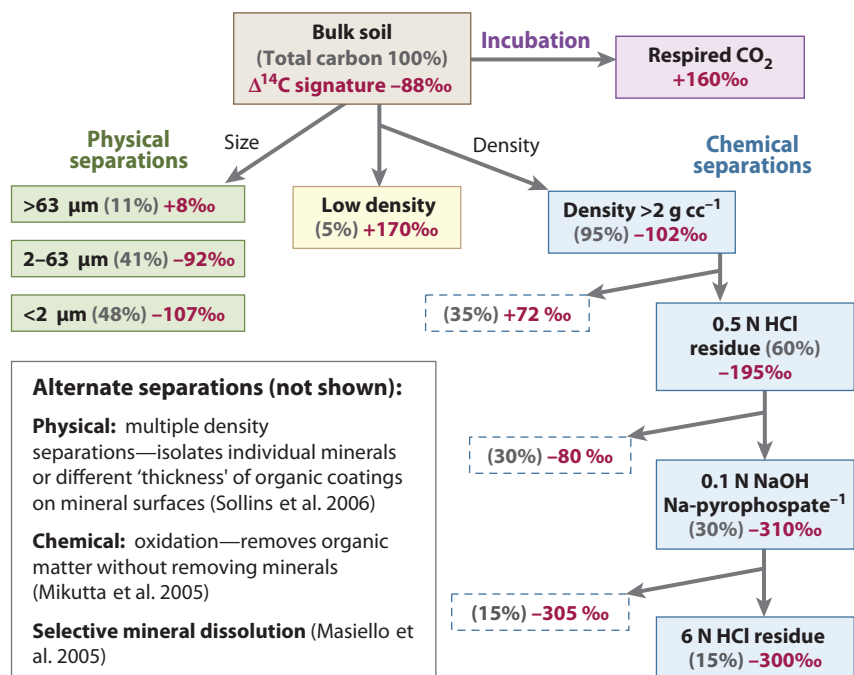 Bulk soil
(Total carbon 100%)
Δ¹⁴C signature –88‰
Incubation
Respired CO₂
+160‰
Physical
separations
Size
Density
Chemical
separations
>63 μm (11%) +8‰
2–63 μm (41%) –92‰
<2 μm (48%) –107‰
Low density
(5%) +170‰
Density >2 g cc⁻¹
(95%) –102‰
(35%) +72 ‰
0.5 N HCl
residue (60%)
–195‰
(30%) –80 ‰
0.1 N NaOH
Na-pyrophospate⁻¹
(30%) –310‰
(15%) –305 ‰
6 N HCl residue
(15%) –300‰
Alternate separations (not shown):
Physical: multiple density
separations—isolates individual minerals
or different 'thickness' of organic coatings
on mineral surfaces (Sollins et al. 2006)
Chemical: oxidation—removes organic
matter without removing minerals
(Mikutta et al. 2005)
Selective mineral dissolution (Masiello et
al. 2005)